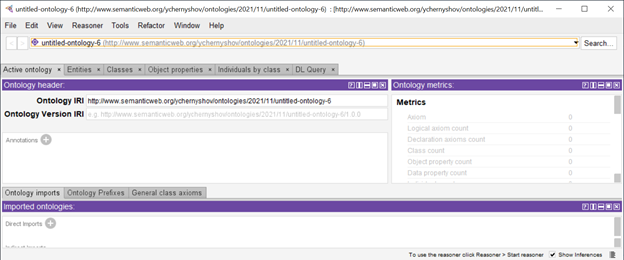 untitled-ontology-6 (http://www.semanticweb.org/ychernyshov/ontologies/2021/11/untitled-ontology-6) : [http://www.semanticweb.org/ychernyshov/ontologies/2021/11/untitl...
File Edit View Reasoner Tools Refactor Window Help
untitled-ontology-6 (http://www.semanticweb.org/ychernyshov/ontologies/2021/11/untitled-ontology-6) Search...
Active ontology × Entities × Classes × Object properties × Individuals by class × DL Query ×
Ontology header: Ontology metrics:
Ontology IRI http://www.semanticweb.org/ychernyshov/ontologies/2021/11/untitled-ontology-6
Ontology Version IRI e.g. http://www.semanticweb.org/ychernyshov/ontologies/2021/11/untitled-ontology-6/1.0.0
Annotations
Metrics
Axiom 0
Logical axiom count 0
Declaration axioms count 0
Class count 0
Object property count 0
Data property count 0
Ontology imports Ontology Prefixes General class axioms
Imported ontologies:
Direct Imports
To use the reasoner click Reasoner > Start reasoner Show Inferences